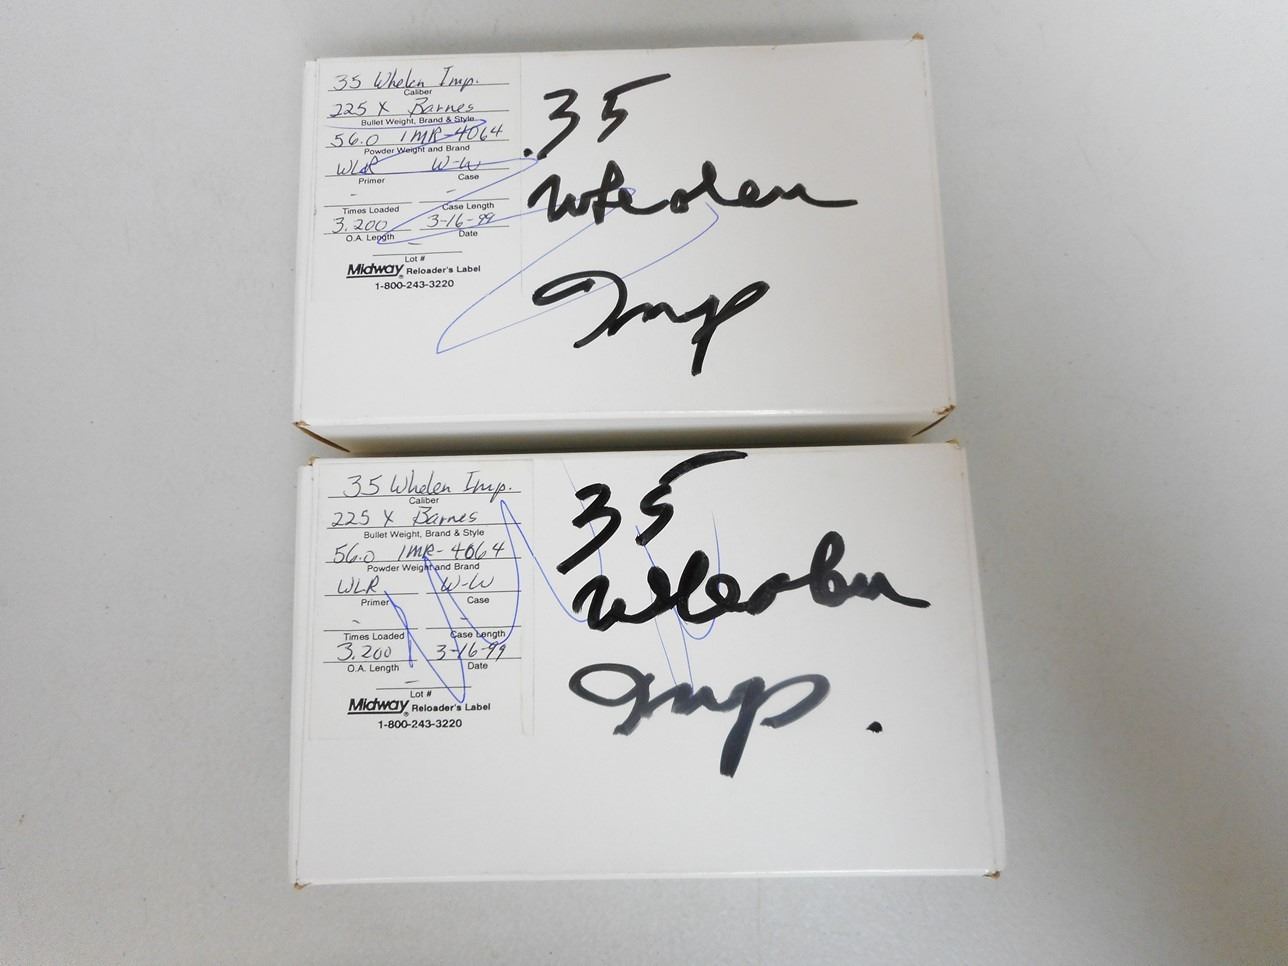 35 Whelen Imp.
Caliber
225 X Barnes
Bullet Weight, Brand & Style
56.0 IMR-4064
Powder Weight and Brand
WLR W-W
Primer Case
- -
Times Loaded Case Length
3.200 3-16-99
O.A. Length Date
-
Lot #
Midway® Reloader's Label
1-800-243-3220
.35
Wheolen
Imp
35 Whelen Imp.
Caliber
225 X Barnes
Bullet Weight, Brand & Style
56.0 IMR-4064
Powder Weight and Brand
WLR W-W
Primer Case
- -
Times Loaded Case Length
3.200 3-16-99
O.A. Length Date
-
Lot #
Midway® Reloader's Label
1-800-243-3220
35
Imp.